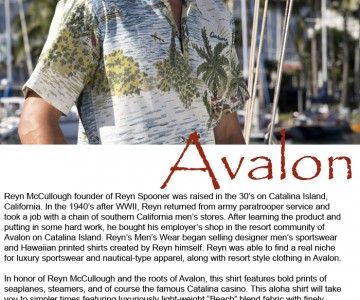 Avalon
Reyn McCullough founder of Reyn Spooner was raised in the 30's on Catalina Island,
California. In the 1940's after WWII, Reyn returned from army paratrooper service and
took a job with a chain of southern California men's stores. After learning the product and
putting in some hard work, he bought his employer's shop in the resort community of
Avalon on Catalina Island. Reyn's Men's Wear began selling designer men's sportswear
and Hawaiian printed shirts created by Reyn himself. Reyn was able to find a real niche
for luxury sportswear and nautical-type apparel, along with resort style clothing in Avalon.
In honor of Reyn McCullough and the roots of Avalon, this shirt features bold prints of
seaplanes, steamers, and of course the famous Catalina casino. This aloha shirt will take
you to simpler times featuring luxuriously light-weight "Beach" blend fabric with finely